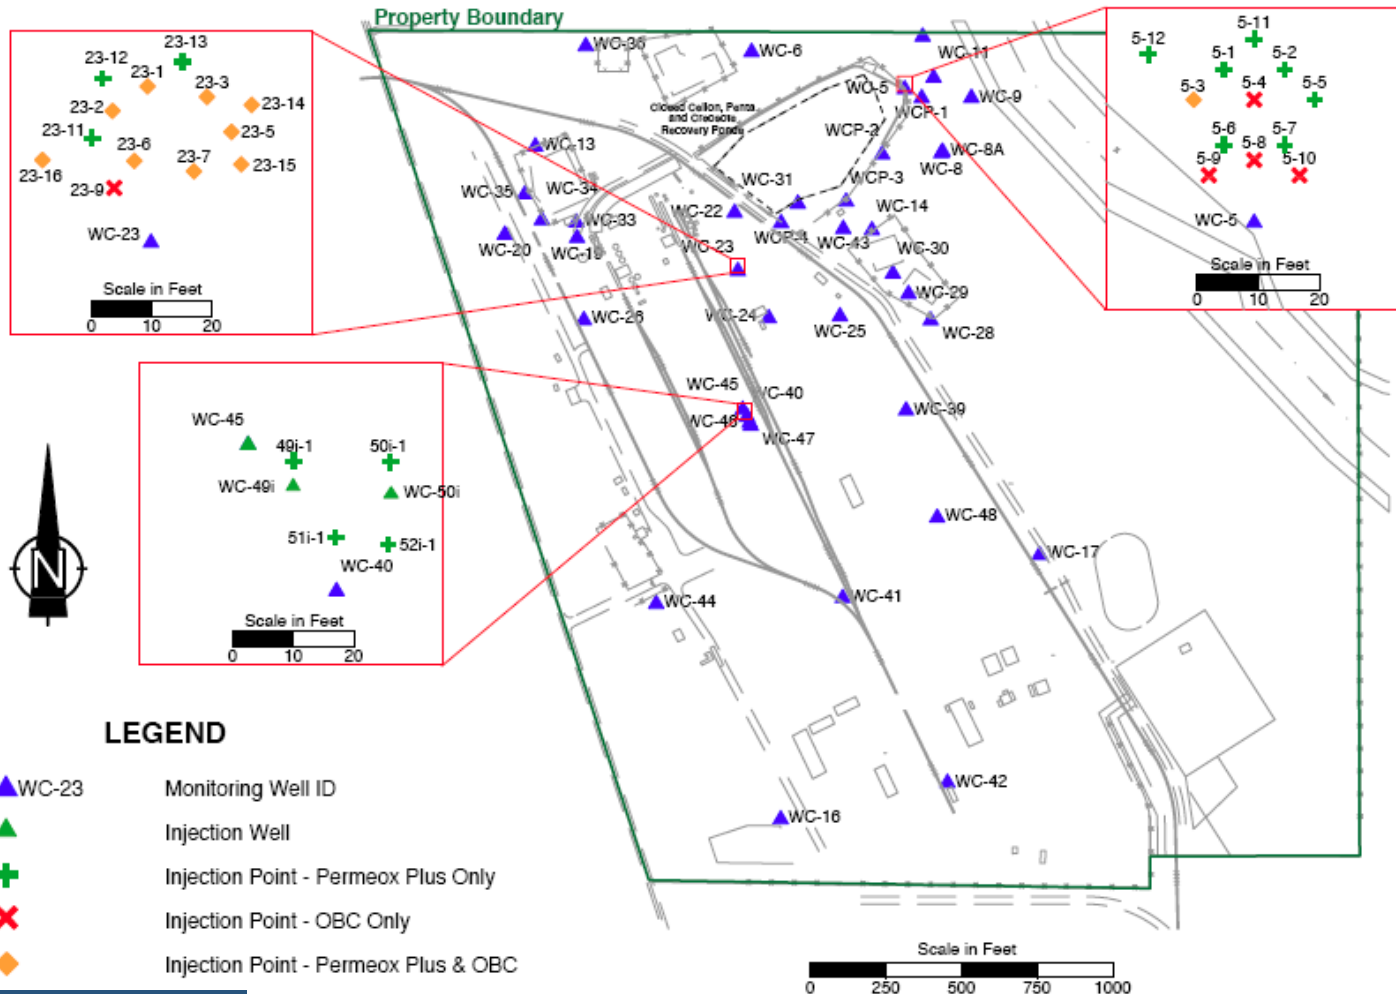 Property Boundary
23-13
23-12
23-1
23-3
23-2
23-14
23-11
23-5
23-6
23-7
23-15
23-16
23-9
WC-23
Scale in Feet
0 10 20
WC-36
WC-6
WC-11
WC-5
WC-9
WCP-1
Closed Cellon, Penta
and Creosote
Recovery Ponds
WCP-2
WC-8A
WC-8
WCP-3
WC-13
WC-35
WC-34
WC-33
WC-20
WC-19
WC-31
WC-22
WCP-4
WC-43
WC-14
WC-23
WC-30
WC-29
WC-26
WC-24
WC-25
WC-28
5-11
5-12
5-1
5-2
5-3
5-4
5-5
5-6
5-7
5-8
5-9
5-10
WC-5
Scale in Feet
0 10 20
WC-45
WC-40
WC-46
WC-47
WC-39
WC-48
WC-17
WC-41
WC-44
WC-42
WC-16
WC-45
49i-1
50i-1
WC-49i
WC-50i
51i-1
52i-1
WC-40
Scale in Feet
0 10 20
N
LEGEND
WC-23 Monitoring Well ID
Injection Well
Injection Point - Permeox Plus Only
Injection Point - OBC Only
Injection Point - Permeox Plus & OBC
Scale in Feet
0 250 500 750 1000